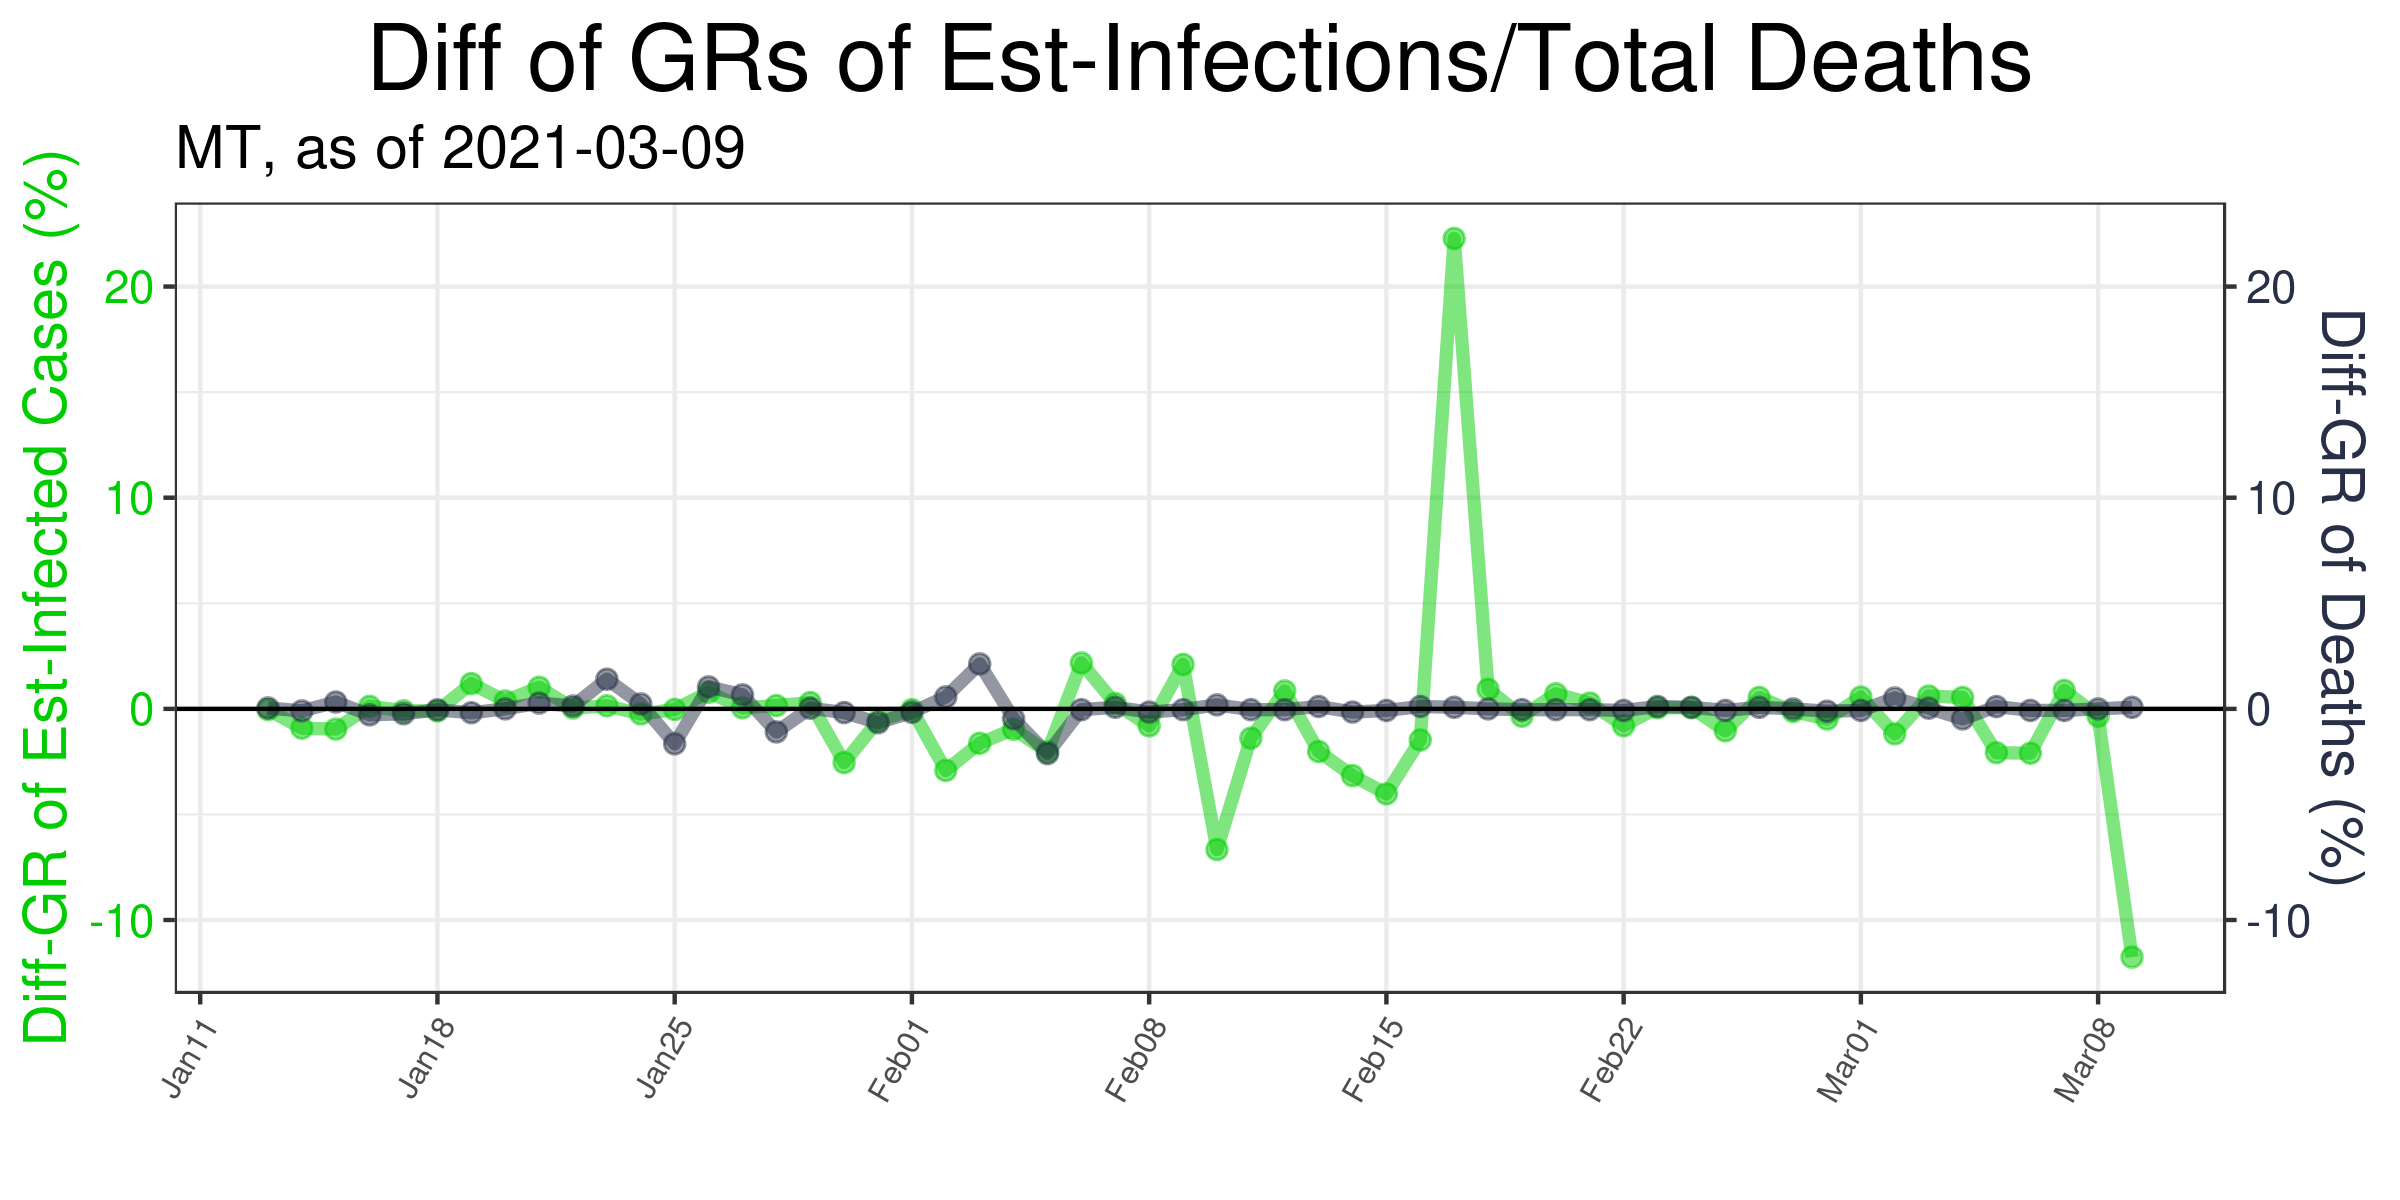 Diff of GRs of Est-Infections/Total Deaths
MT, as of 2021-03-09
Diff-GR of Est-Infected Cases (%)
20
10
0
-10
20
10
0
-10
Diff-GR of Deaths (%)
Jan11
Jan18
Jan25
Feb01
Feb08
Feb15
Feb22
Mar01
Mar08